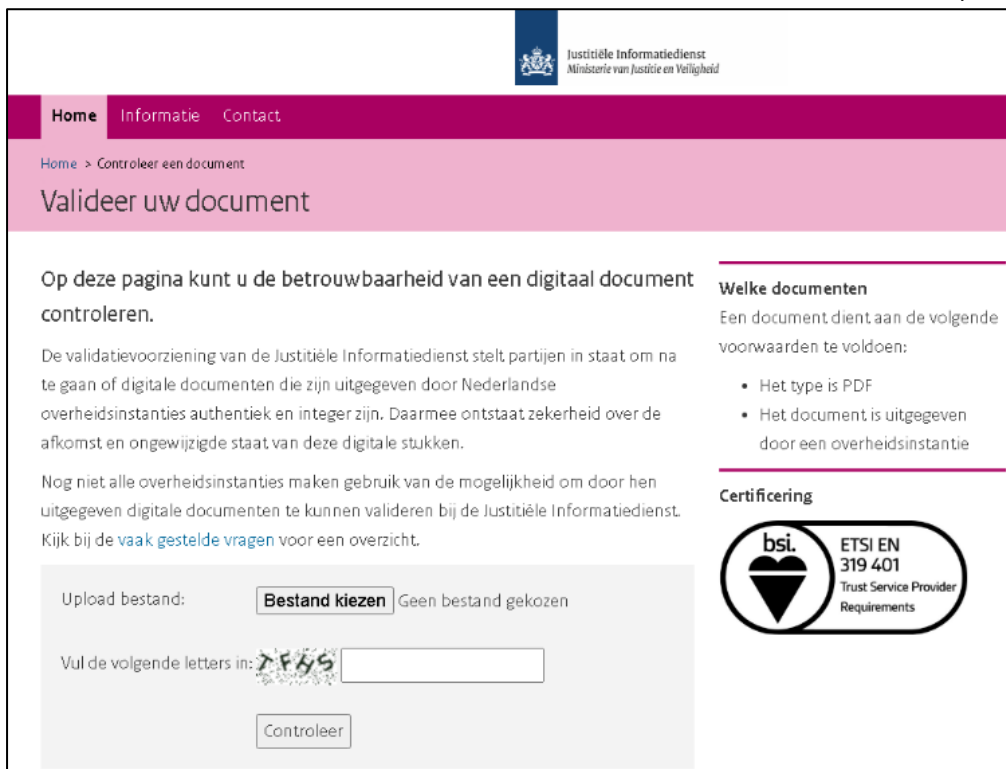 Justitiële Informatiedienst
Ministerie van Justitie en Veiligheid
Home Informatie Contact
Home > Controleer een document
Valideer uw document
Op deze pagina kunt u de betrouwbaarheid van een digitaal document
controleren.
De validatievoorziening van de Justitiële Informatiedienst stelt partijen in staat om na
te gaan of digitale documenten die zijn uitgegeven door Nederlandse
overheidsinstanties authentiek en integer zijn. Daarmee ontstaat zekerheid over de
afkomst en ongewijzigde staat van deze digitale stukken.
Nog niet alle overheidsinstanties maken gebruik van de mogelijkheid om door hen
uitgegeven digitale documenten te kunnen valideren bij de Justitiële Informatiedienst.
Kijk bij de vaak gestelde vragen voor een overzicht.
Upload bestand: Bestand kiezen Geen bestand gekozen
Vul de volgende letters in:
Controleer
Welke documenten
Een document dient aan de volgende
voorwaarden te voldoen:
• Het type is PDF
• Het document is uitgegeven
door een overheidsinstantie
Certificering
bsi.
ETSI EN
319 401
Trust Service Provider
Requirements